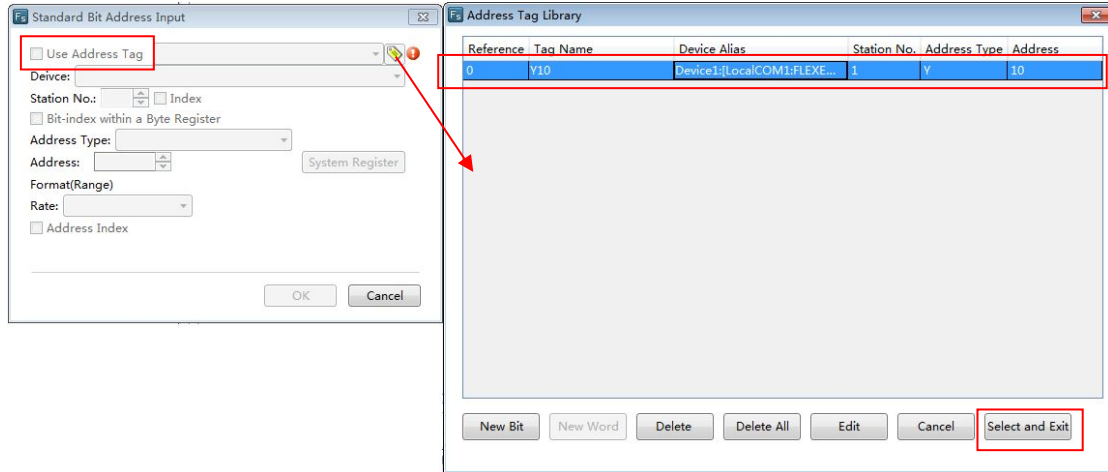 Fs Standard Bit Address Input
Use Address Tag
Deivce:
Station No.: Index
Bit-index within a Byte Register
Address Type:
Address: System Register
Format(Range)
Rate:
Address Index
OK Cancel
Fs Address Tag Library
Reference Tag Name Device Alias Station No. Address Type Address
0 Y10 Device1:[LocalCOM1:FLEXE... 1 Y 10
New Bit New Word Delete Delete All Edit Cancel Select and Exit